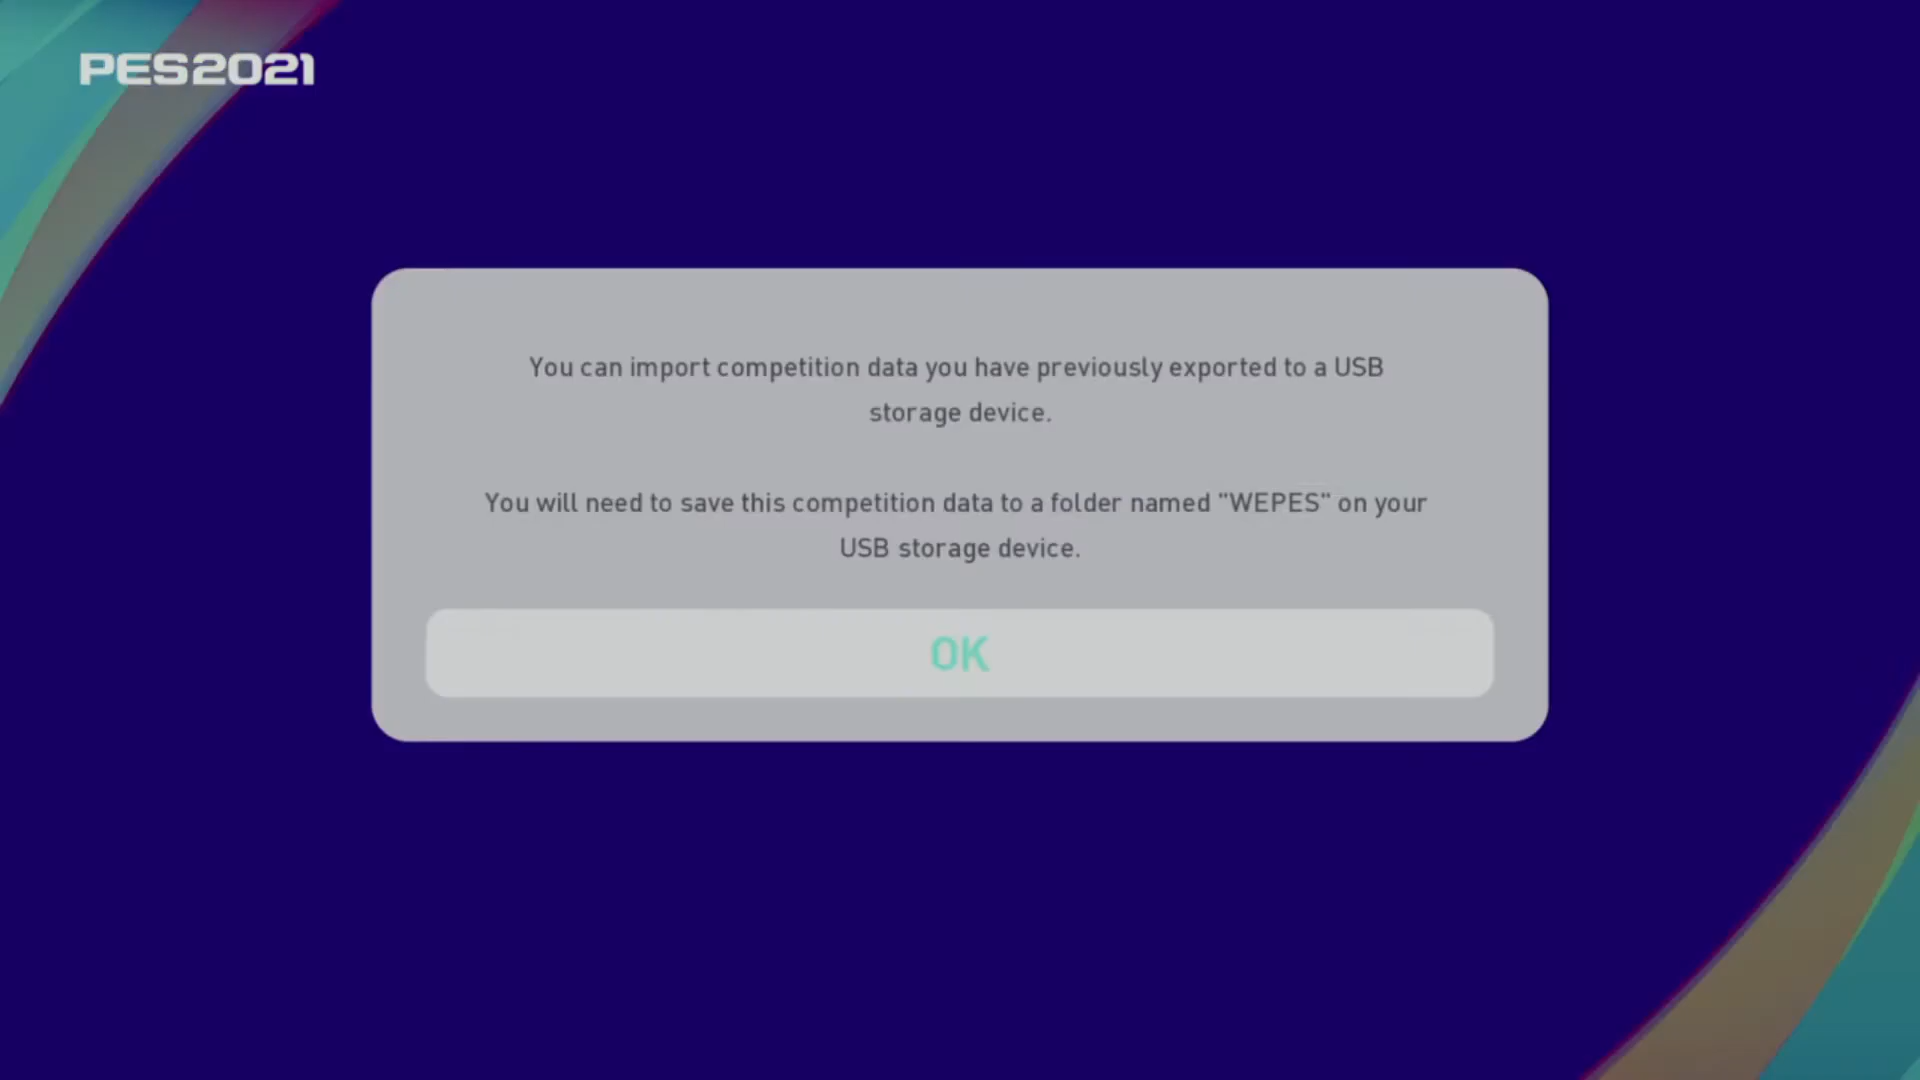 PES2021
You can import competition data you have previously exported to a USB
storage device.
You will need to save this competition data to a folder named "WEPES" on your
USB storage device.
OK